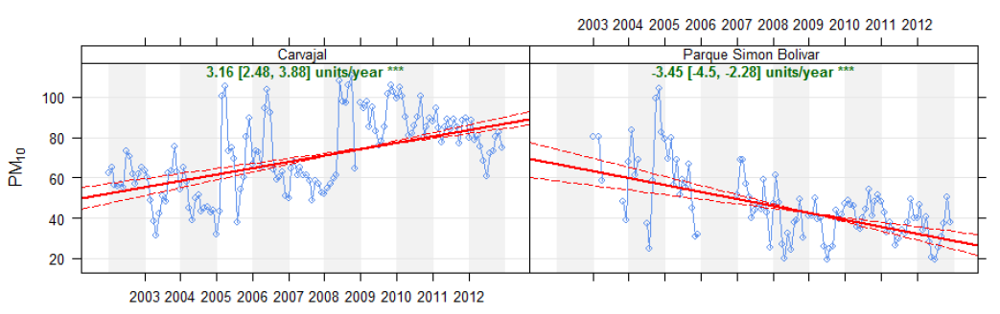 2003 2004 2005 2006 2007 2008 2009 2010 2011 2012
Carvajal
Parque Simon Bolivar
3.16 [2.48, 3.88] units/year ***
-3.45 [-4.5, -2.28] units/year ***
PM₁₀
100
80
60
40
20
2003 2004 2005 2006 2007 2008 2009 2010 2011 2012